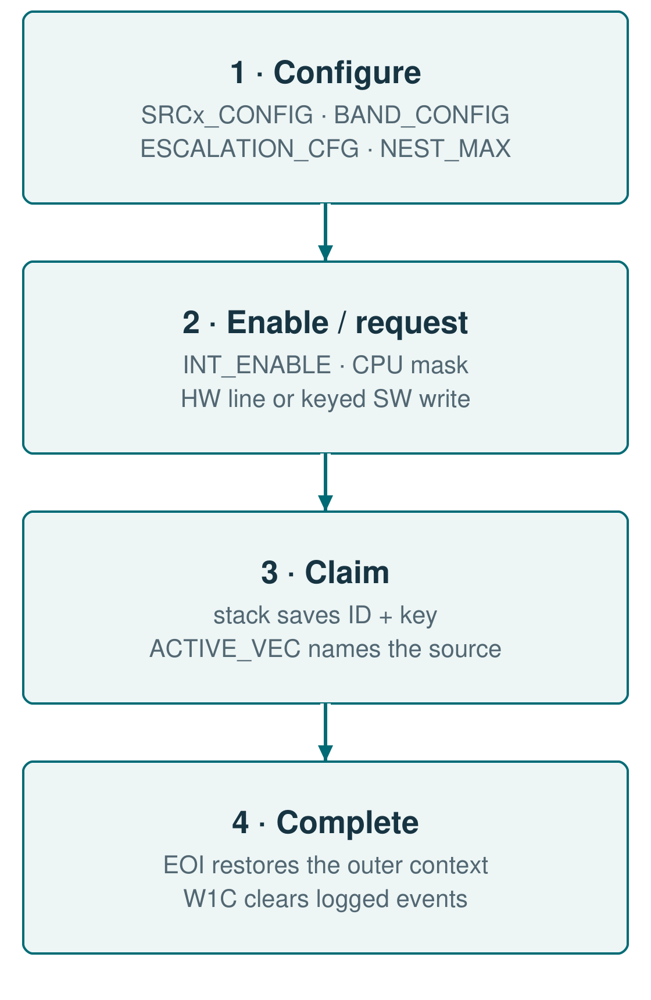 1 · Configure
SRCx_CONFIG · BAND_CONFIG
ESCALATION_CFG · NEST_MAX
2 · Enable / request
INT_ENABLE · CPU mask
HW line or keyed SW write
3 · Claim
stack saves ID + key
ACTIVE_VEC names the source
4 · Complete
EOI restores the outer context
W1C clears logged events